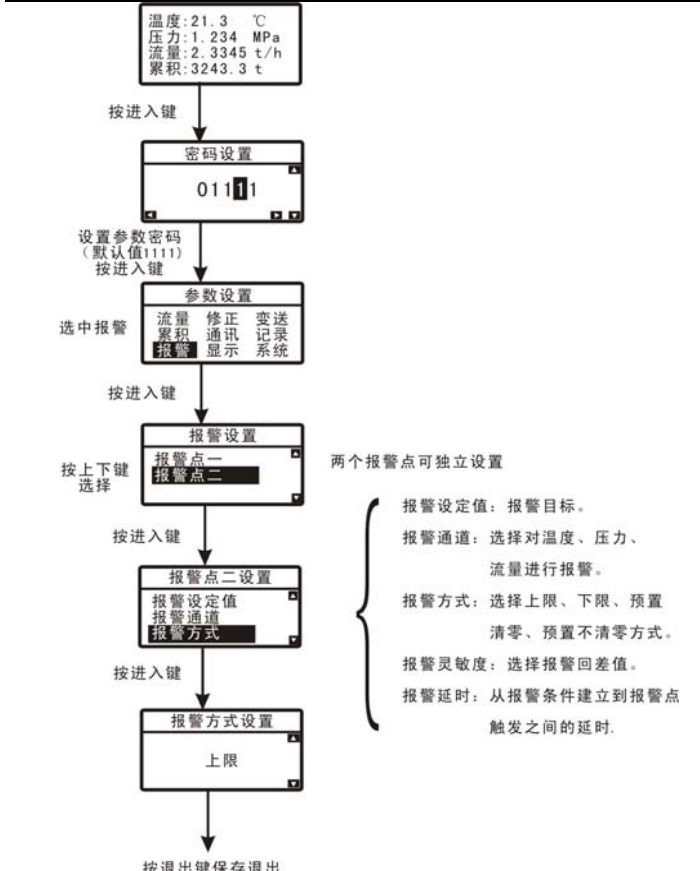 温度:21.3 ℃
压力:1.234 MPa
流量:2.3345 t/h
累积:3243.3 t
按进入键
密码设置
01111
设置参数密码
（默认值1111）
按进入键
参数设置
流量 修正 变送
累积 通讯 记录
报警 显示 系统
选中报警
按进入键
报警设置
报警点一
报警点二
按上下键
选择
两个报警点可独立设置
按进入键
报警点二设置
报警设定值
报警通道
报警方式
报警设定值：报警目标。
报警通道：选择对温度、压力、
流量进行报警。
报警方式：选择上限、下限、预置
清零、预置不清零方式。
报警灵敏度：选择报警回差值。
报警延时：从报警条件建立到报警点
触发之间的延时.
按进入键
报警方式设置
上限
按退出键保存退出